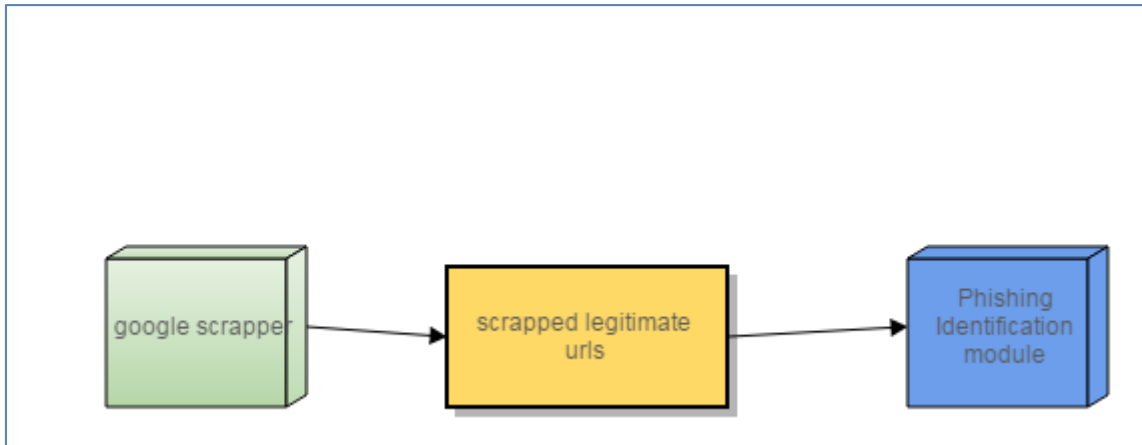 google scrapper
scrapped legitimate
urls
Phishing
Identification
module